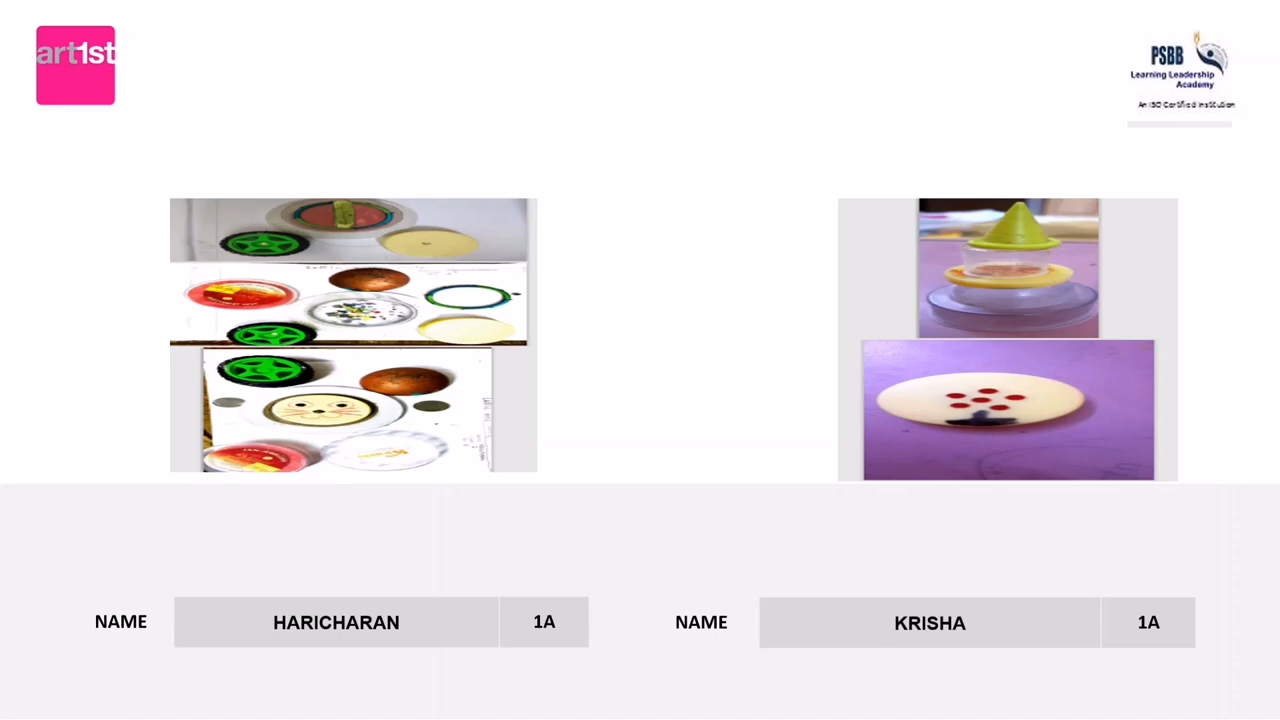 art1st
PSBB
Learning Leadership
Academy
An ISO Certified Institution
NAME
HARICHARAN
1A
NAME
KRISHA
1A